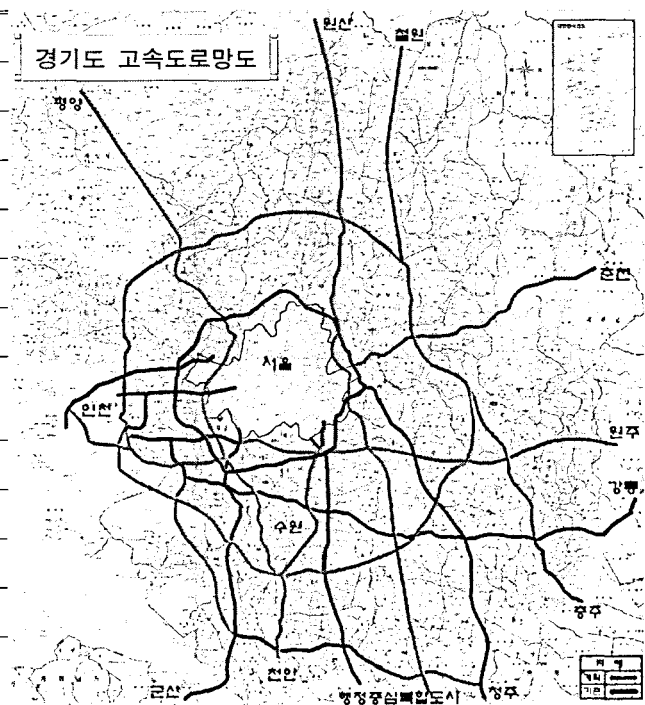 경기도 고속도로망도
원산
철원
평양
춘천
서울
인천
원주
강릉
수원
충주
천안
군산
행정중심복합도시
청주
범례
계획
기존